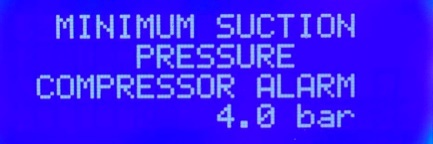 MINIMUM SUCTION
PRESSURE
COMPRESSOR ALARM
4.0 bar